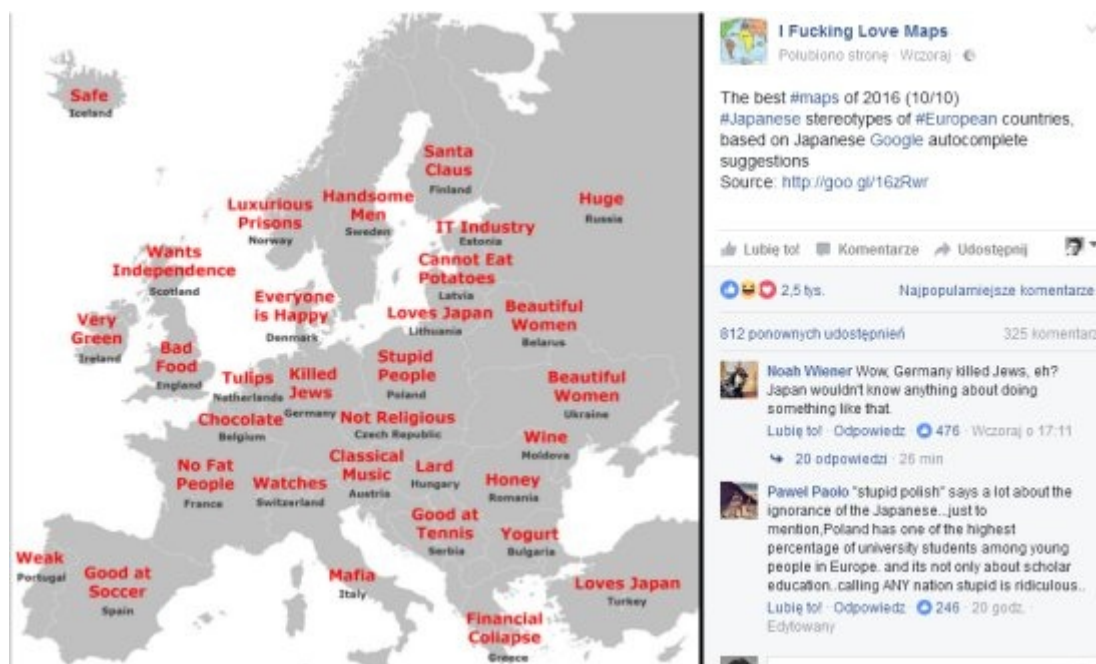 Safe
Iceland
Santa
Claus
Finland
Luxurious
Prisons
Norway
Handsome
Men
Sweden
Huge
Russia
IT Industry
Estonia
Wants
Independence
Scotland
Cannot Eat
Potatoes
Latvia
Everyone
is Happy
Denmark
Loves Japan
Lithuania
Beautiful
Women
Belarus
Very
Green
Ireland
Bad
Food
England
Tulips
Netherlands
Killed
Jews
Germany
Stupid
People
Poland
Beautiful
Women
Ukraine
Chocolate
Belgium
Not Religious
Czech Republic
Wine
Moldova
No Fat
People
France
Watches
Switzerland
Classical
Music
Austria
Lard
Hungary
Honey
Romania
Good at
Tennis
Serbia
Yogurt
Bulgaria
Weak
Portugal
Good at
Soccer
Spain
Mafia
Italy
Loves Japan
Turkey
Financial
Collapse
Greece
I Fucking Love Maps
Polubiono stronę · Wczoraj ·
The best #maps of 2016 (10/10)
#Japanese stereotypes of #European countries,
based on Japanese Google autocomplete
suggestions
Source: http://goo.gl/16zRwr
Lubię to! Komentarze Udostępnij
2,5 tys. Najpopularniejsze komentarze
812 ponownych udostępnień 325 komentarz
Noah Wiener Wow, Germany killed Jews, eh?
Japan wouldn't know anything about doing
something like that
Lubię to! · Odpowiedz · 476 · Wczoraj o 17:11
20 odpowiedzi · 26 min
Paweł Paolo "stupid polish" says a lot about the
ignorance of the Japanese...just to
mention,Poland has one of the highest
percentage of university students among young
people in Europe. and its not only about scholar
education..calling ANY nation stupid is ridiculous..
Lubię to! · Odpowiedz · 246 · 20 godz. ·
Edytowany